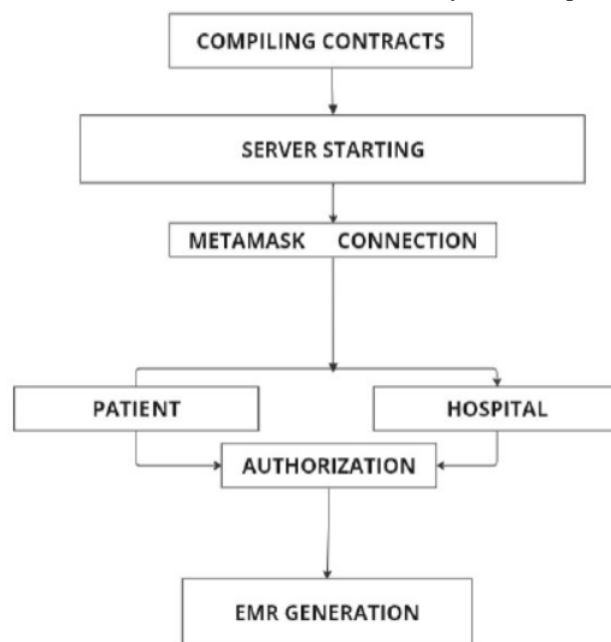 COMPILING CONTRACTS
SERVER STARTING
METAMASK CONNECTION
PATIENT
HOSPITAL
AUTHORIZATION
EMR GENERATION